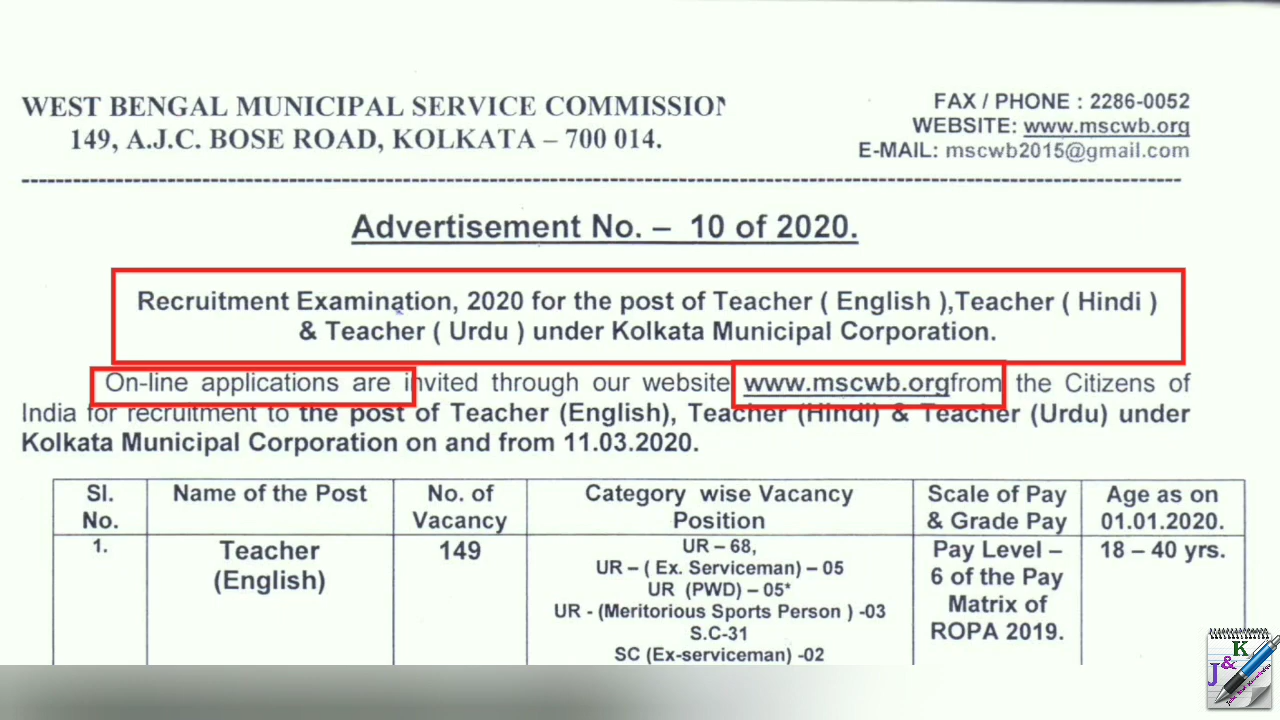 WEST BENGAL MUNICIPAL SERVICE COMMISSION
149, A.J.C. BOSE ROAD, KOLKATA – 700 014.
FAX / PHONE : 2286-0052
WEBSITE: www.mscwb.org
E-MAIL: mscwb2015@gmail.com
Advertisement No. – 10 of 2020.
Recruitment Examination, 2020 for the post of Teacher ( English ),Teacher ( Hindi )
& Teacher ( Urdu ) under Kolkata Municipal Corporation.
On-line applications are invited through our website www.mscwb.orgfrom the Citizens of
India for recruitment to the post of Teacher (English), Teacher (Hindi) & Teacher (Urdu) under
Kolkata Municipal Corporation on and from 11.03.2020.
Sl. No.
Name of the Post
No. of Vacancy
Category wise Vacancy Position
Scale of Pay & Grade Pay
Age as on 01.01.2020.
1.
Teacher
(English)
149
UR – 68,
UR – ( Ex. Serviceman) – 05
UR (PWD) – 05*
UR - (Meritorious Sports Person ) -03
S.C-31
SC (Ex-serviceman) -02
Pay Level –
6 of the Pay
Matrix of
ROPA 2019.
18 – 40 yrs.
J&K